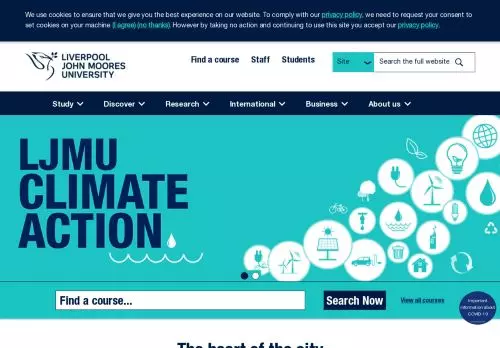 We use cookies to ensure that we give you the best experience on our website. To comply with our privacy policy, we need to request your consent
set cookies on your machine (I agree) (no thanks). However by taking no action and continuing to use this site you accept our privacy policy.
LIVERPOOL
JOHN MOORES
UNIVERSITY
Find a course Staff Students
Site Search the full website
Study Discover Research International Business About us
LJMU
CLIMATE
ACTION
Find a course... Search Now View all courses
Important
information about
COVID-19
The heart of the city